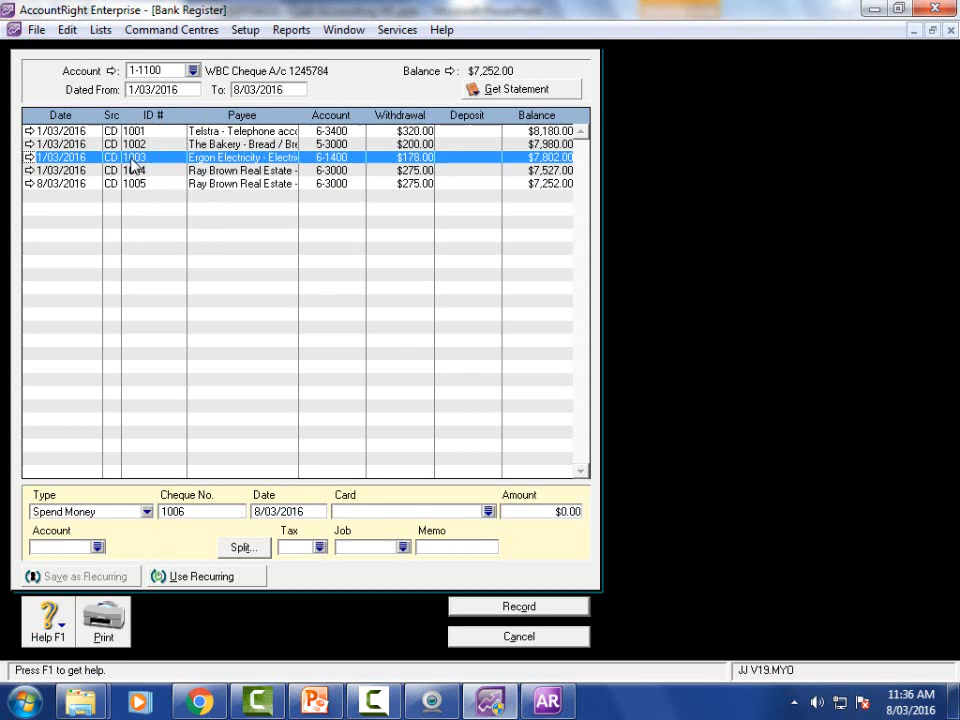 AccountRight Enterprise - [Bank Register]
File Edit Lists Command Centres Setup Reports Window Services Help
Account : 1-1100 WBC Cheque A/c 1245784 Balance : $7,252.00
Dated From: 1/03/2016 To: 8/03/2016 Get Statement
Date Src ID # Payee Account Withdrawal Deposit Balance
1/03/2016 CD 1001 Telstra - Telephone acco 6-3400 $320.00 $8,180.00
1/03/2016 CD 1002 The Bakery - Bread / Bre 5-3000 $200.00 $7,980.00
1/03/2016 CD 1003 Ergon Electricity - Electri 6-1400 $178.00 $7,802.00
1/03/2016 CD 1004 Ray Brown Real Estate - 6-3000 $275.00 $7,527.00
8/03/2016 CD 1005 Ray Brown Real Estate - 6-3000 $275.00 $7,252.00
Type Cheque No. Date Card Amount
Spend Money 1006 8/03/2016 $0.00
Account Tax Job Memo
Split...
Save as Recurring Use Recurring
Help F1 Print Record
Cancel
Press F1 to get help. JJ V19.MYO
AR 11:36 AM
8/03/2016